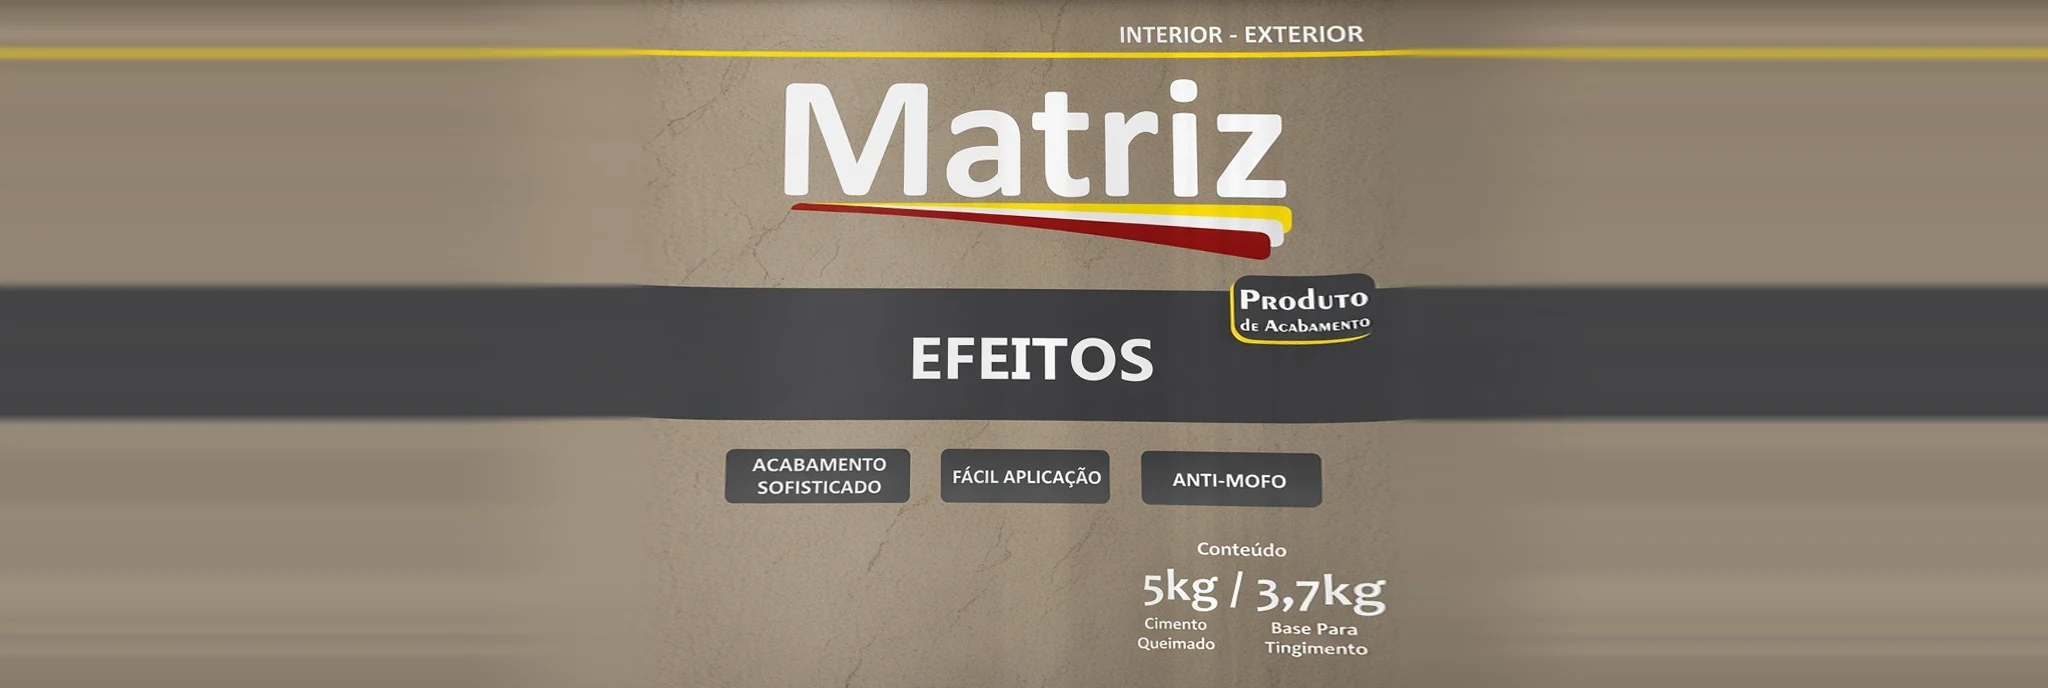 INTERIOR - EXTERIOR
Matriz
PRODUTO
de Acabamento
EFEITOS
ACABAMENTO
SOFISTICADO
FÁCIL APLICAÇÃO
ANTI-MOFO
Conteúdo
5kg / 3,7kg
Cimento
Queimado
Base Para
Tingimento